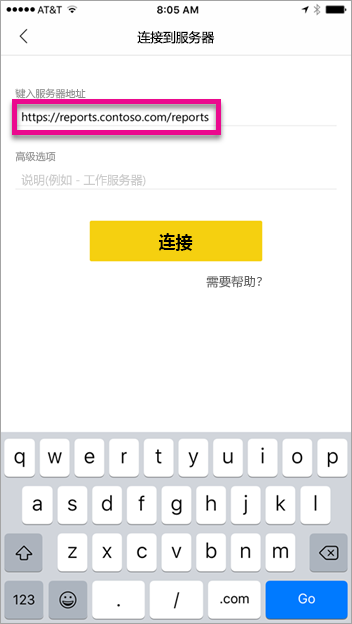 AT&T 8:05 AM
连接到服务器
键入服务器地址
https://reports.contoso.com/reports
高级选项
说明(例如 - 工作服务器)
连接
需要帮助?
q w e r t y u i o p
a s d f g h j k l
z x c v b n m
123 . / .com Go